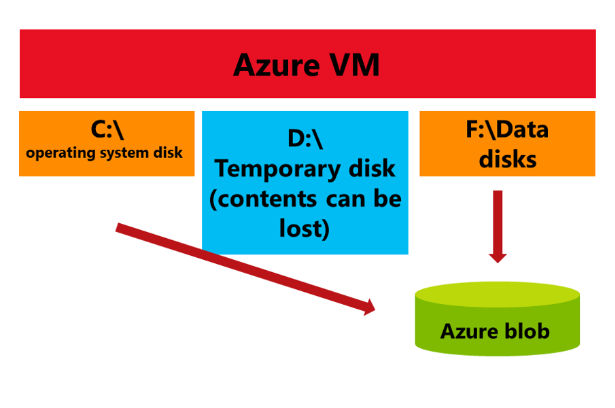 Azure VM
C:\
operating system disk
D:\
Temporary disk
(contents can be
lost)
F:\Data
disks
Azure blob